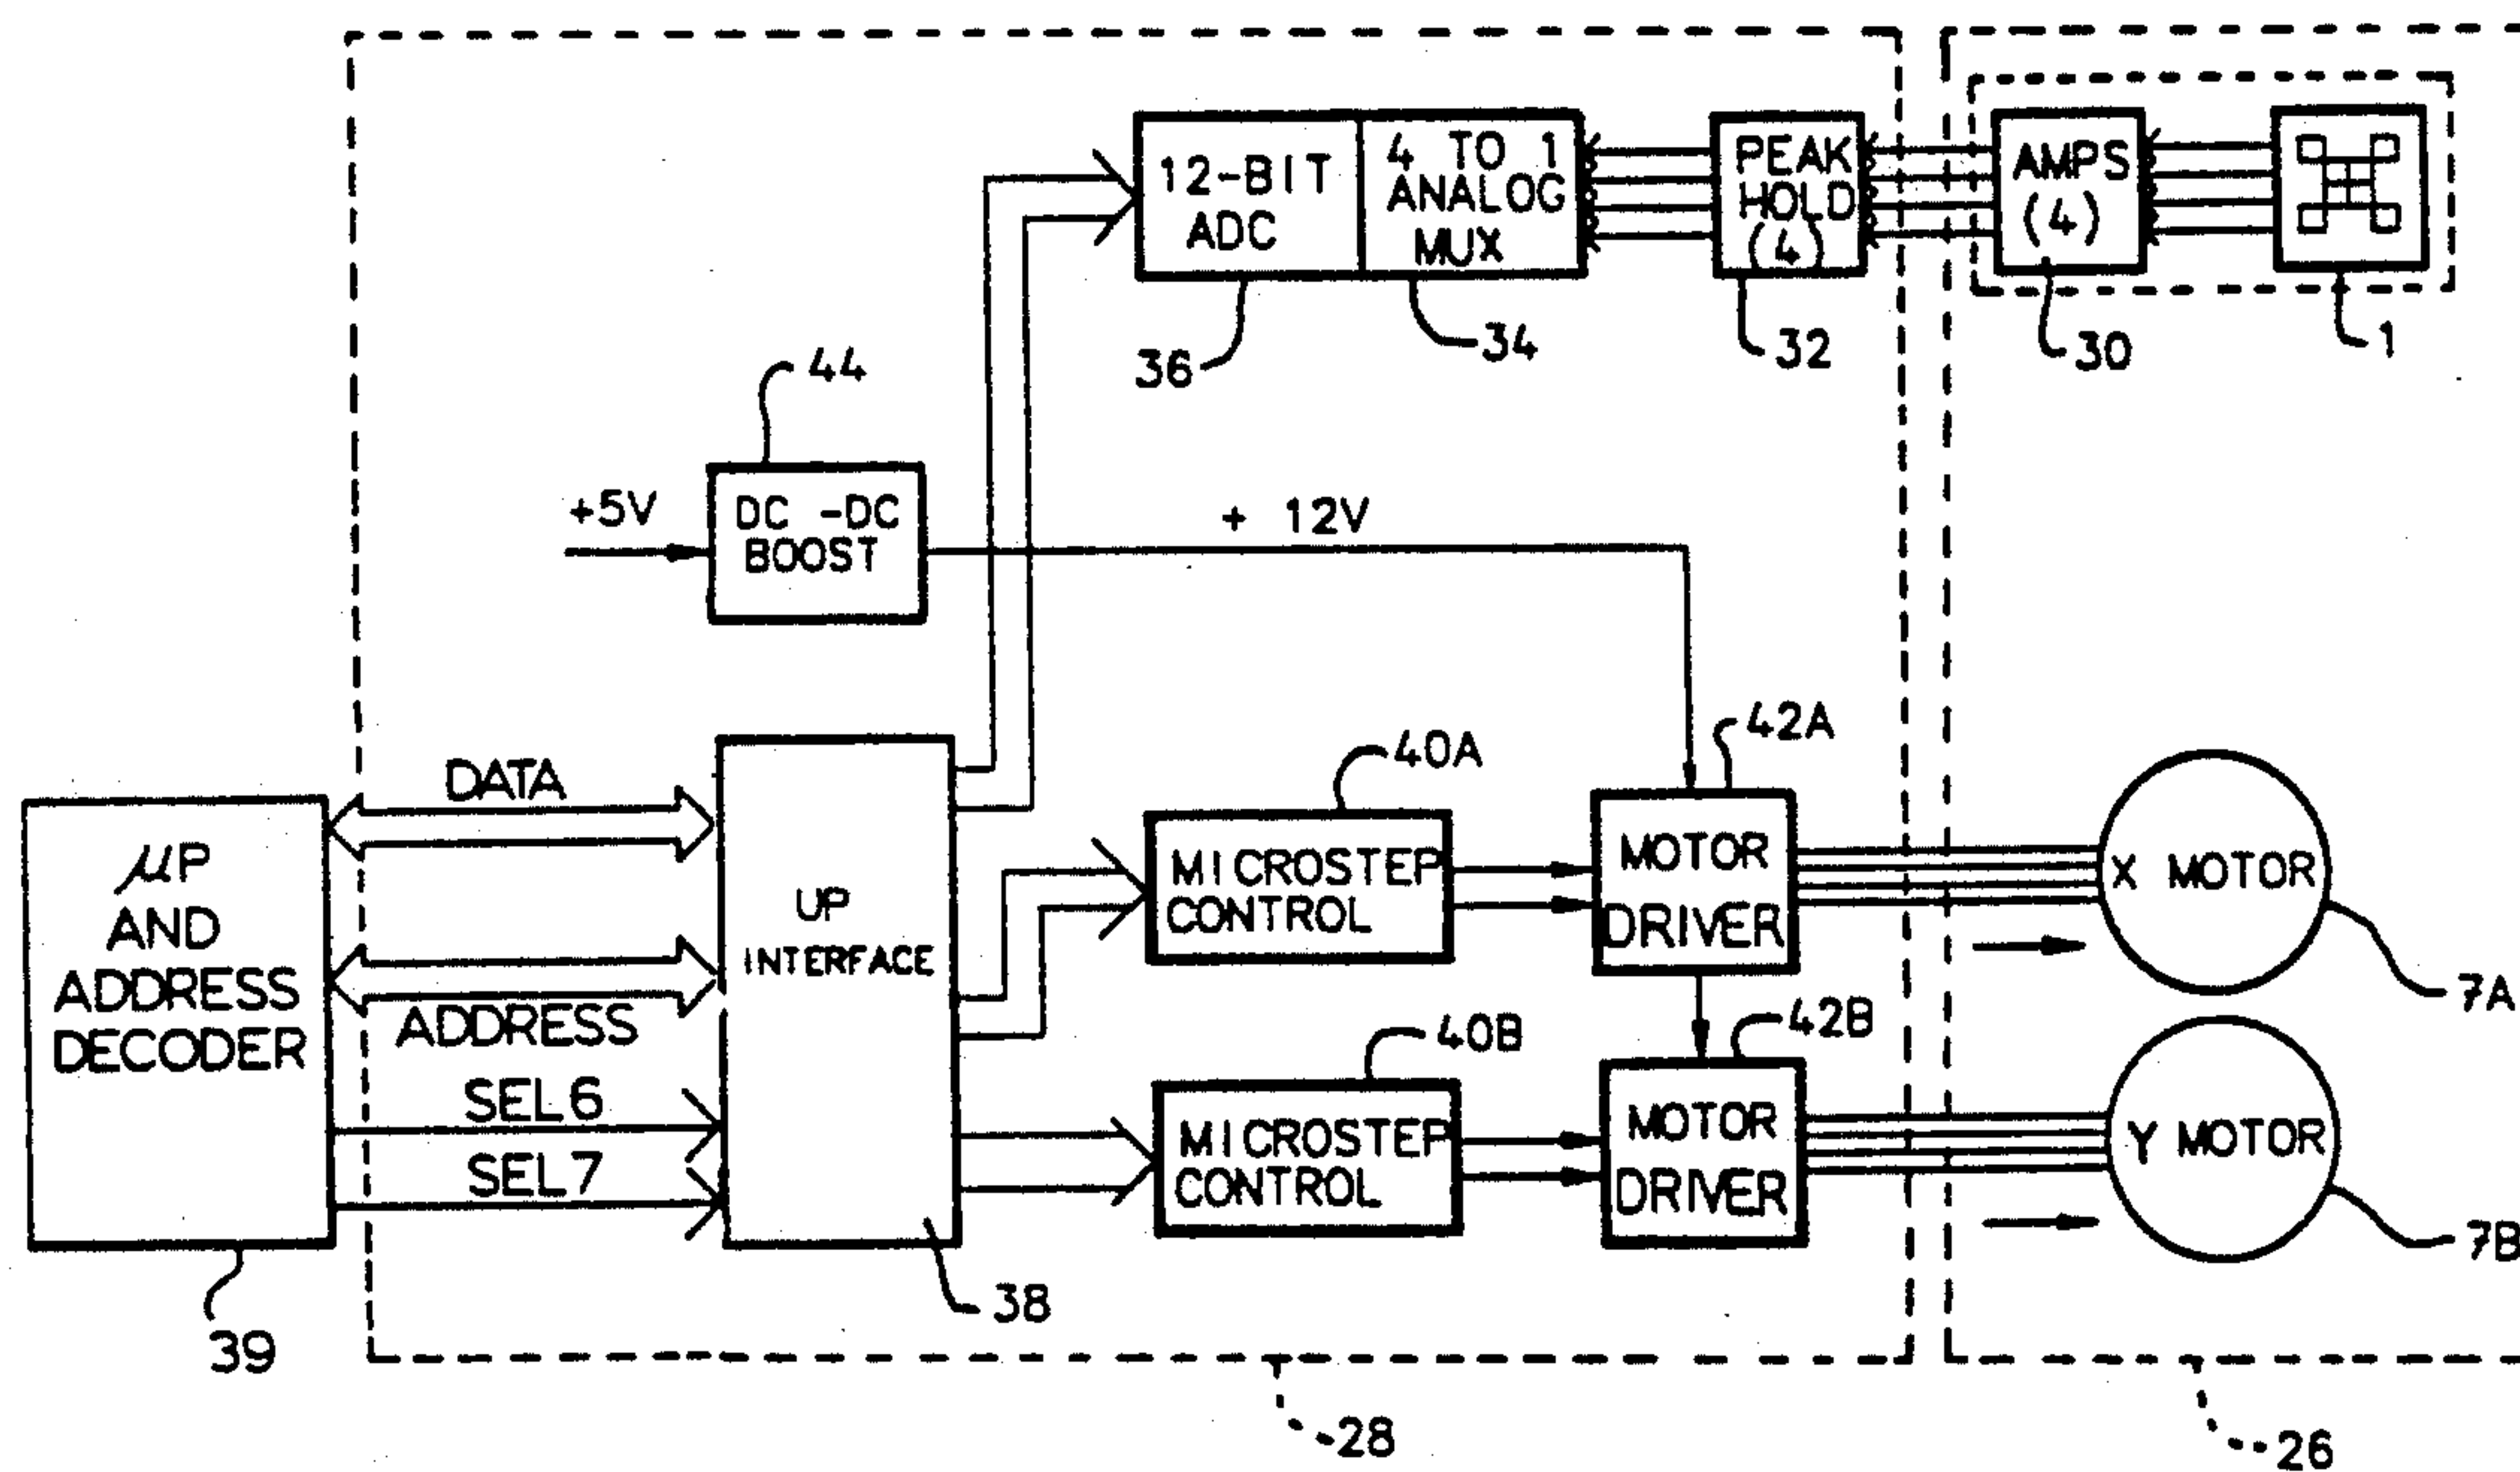 12-BIT
ADC
4 TO 1
ANALOG
MUX
PEAK
HOLD
(4)
AMPS
(4)
36
34
32
30
1
44
+5V
DC -DC
BOOST
+ 12V
42A
40A
DATA
μP
AND
ADDRESS
DECODER
UP
INTERFACE
MICROSTEP
CONTROL
MOTOR
DRIVER
X MOTOR
7A
ADDRESS
SEL6
SEL7
40B
42B
MICROSTEP
CONTROL
MOTOR
DRIVER
Y MOTOR
7B
38
39
28
26